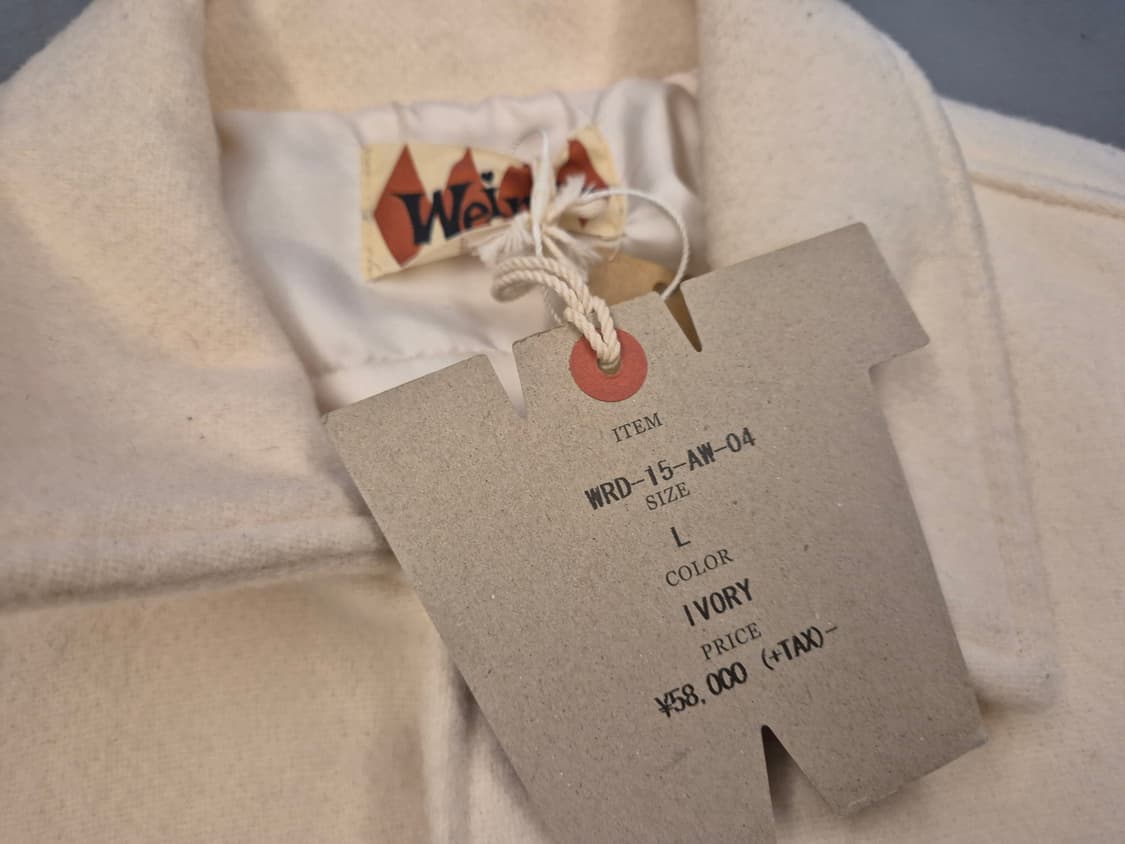 ITEM
WRD-15-AW-04
SIZE
L
COLOR
IVORY
PRICE
¥58,000 (+TAX)-